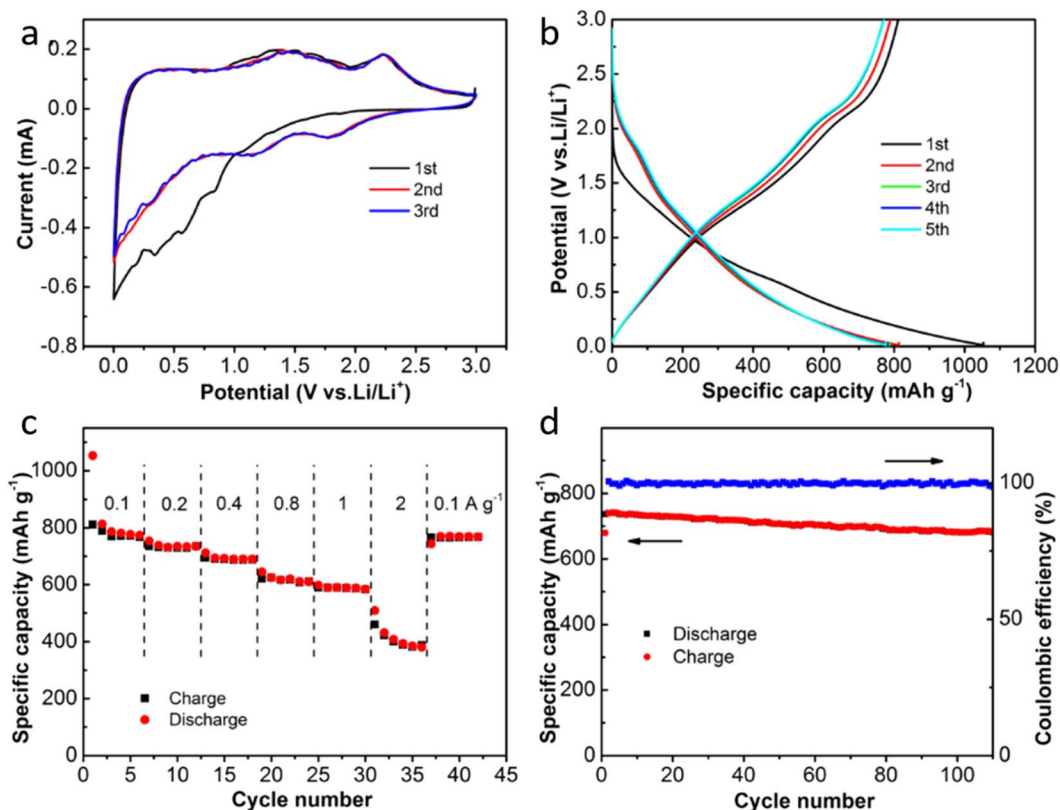 a
0.2
0.0
-0.2
-0.4
-0.6
-0.8
Current (mA)
1st
2nd
3rd
0.0 0.5 1.0 1.5 2.0 2.5 3.0
Potential (V vs.Li/Li⁺)
b
3.0
2.5
2.0
1.5
1.0
0.5
0.0
Potential (V vs.Li/Li⁺)
1st
2nd
3rd
4th
5th
0 200 400 600 800 1000 1200
Specific capacity (mAh g⁻¹)
c
1000
800
600
400
200
0
Specific capacity (mAh g⁻¹)
0.1 0.2 0.4 0.8 1 2 0.1 A g⁻¹
Charge
Discharge
0 5 10 15 20 25 30 35 40 45
Cycle number
d
800
600
400
200
0
Specific capacity (mAh g⁻¹)
Discharge
Charge
100
50
0
Coulombic efficiency (%)
0 20 40 60 80 100
Cycle number